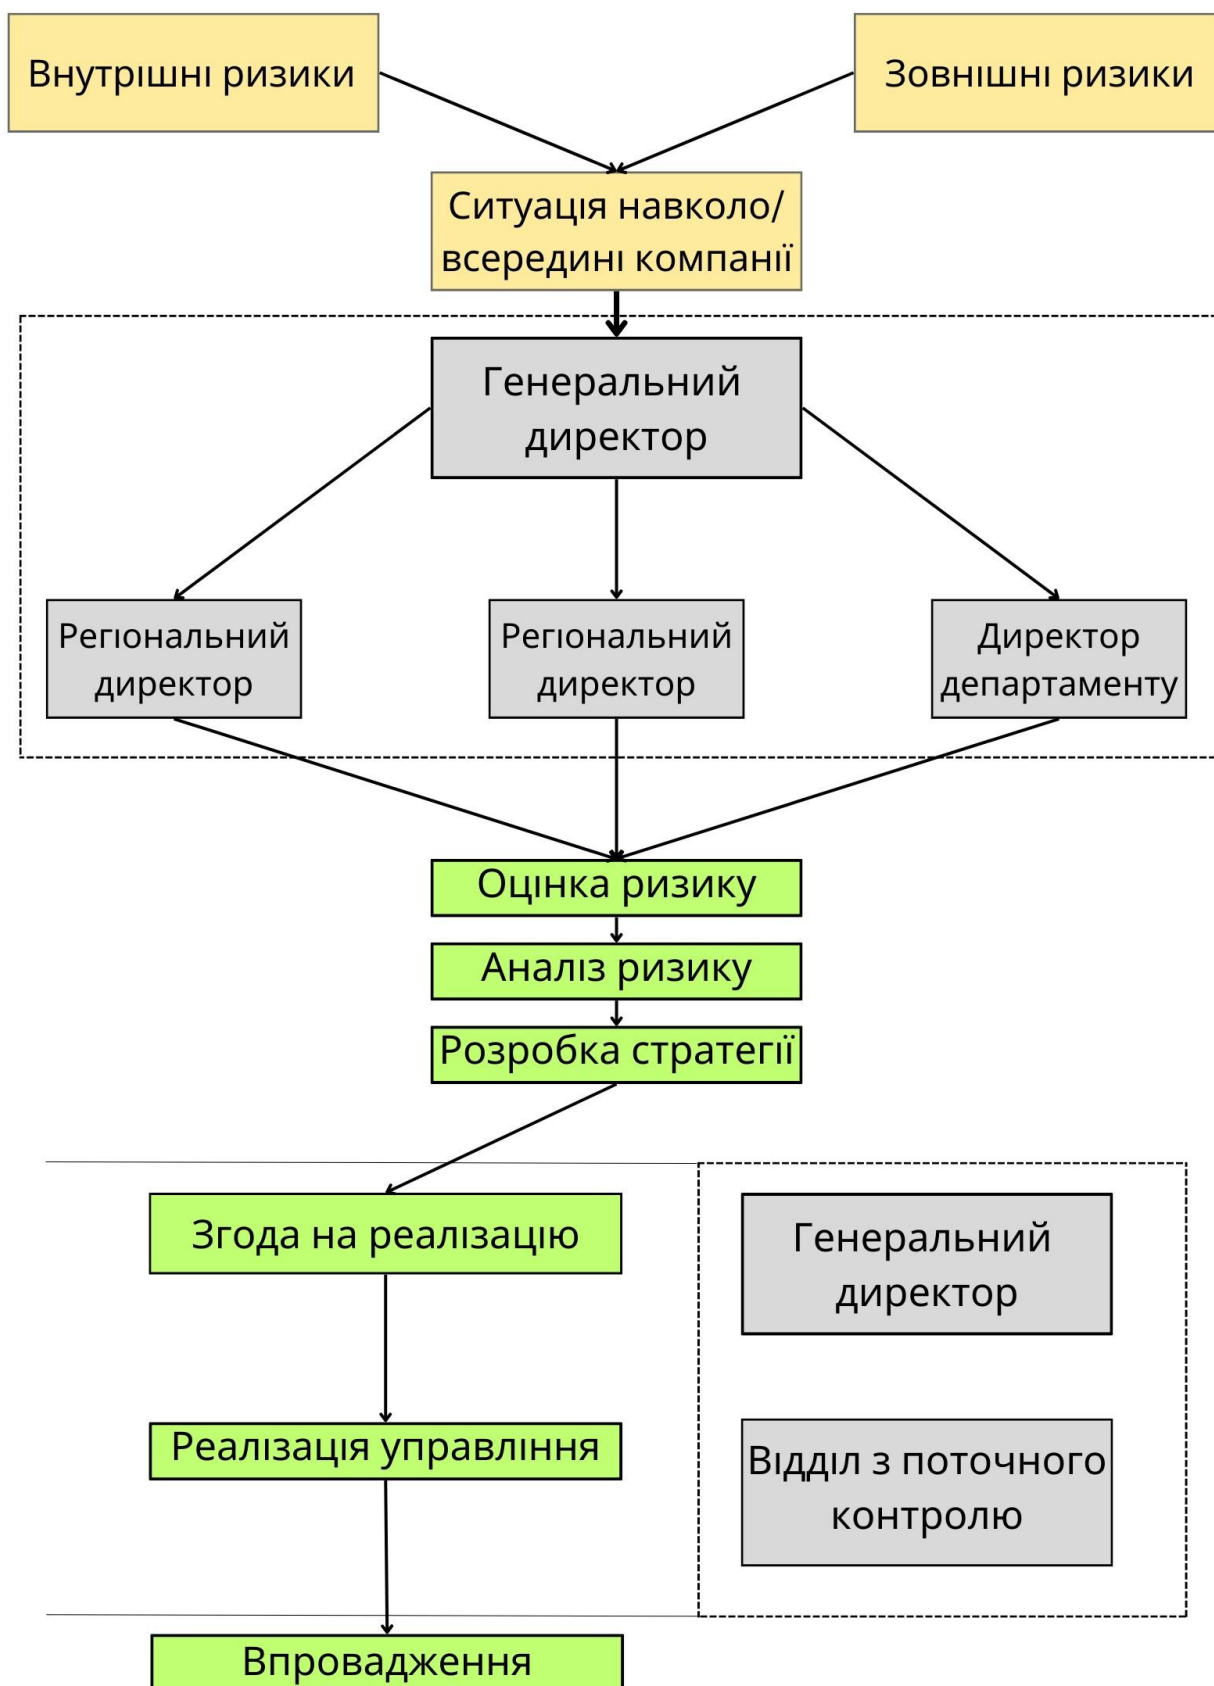 Внутрішні ризики
Зовнішні ризики
Ситуація навколо/
всередині компанії
Генеральний
директор
Регіональний
директор
Регіональний
директор
Директор
департаменту
Оцінка ризику
Аналіз ризику
Розробка стратегії
Згода на реалізацію
Генеральний
директор
Реалізація управління
Відділ з поточного
контролю
Впровадження